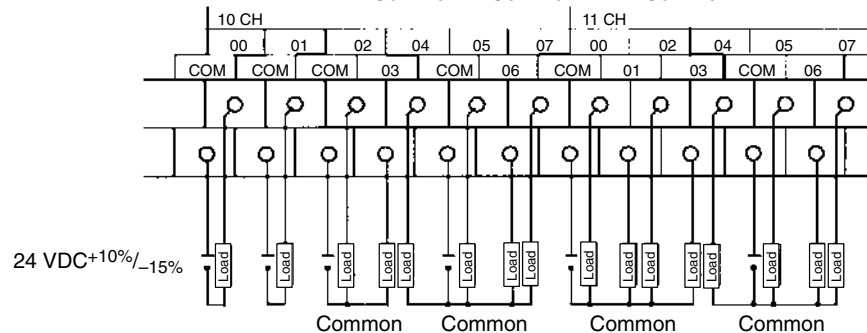 10 CH 11 CH
00 01 02 04 05 07 00 02 04 05 07
COM COM COM 03 COM 06 COM 01 03 COM 06
24 VDC+10%/–15%
Load Load Load Load Load Load Load Load Load Load Load Load Load Load Load Load
Common Common Common Common